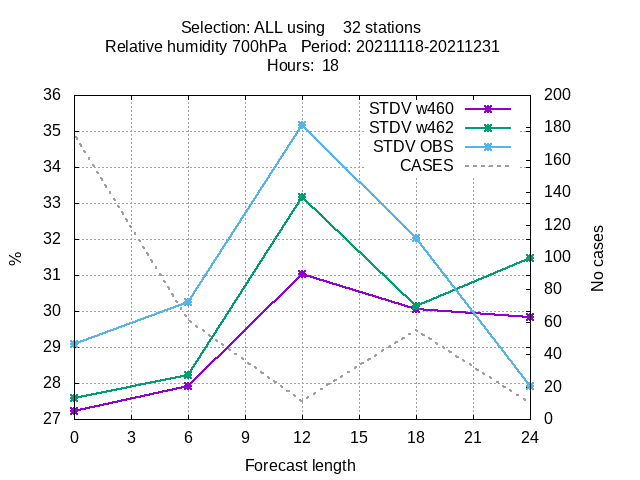 Selection: ALL using 32 stations
Relative humidity 700hPa Period: 20211118-20211231
Hours: 18
STDV w460
STDV w462
STDV OBS
CASES
36
35
34
33
32
31
30
29
28
27
%
200
180
160
140
120
100
80
60
40
20
0
No cases
0 3 6 9 12 15 18 21 24
Forecast length